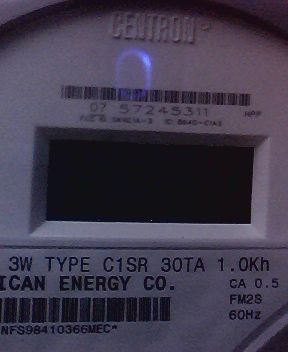 CENTRON
07 57245311
3W TYPE C1SR 30TA 1.0Kh
ICAN ENERGY CO.
CA 0.5
FM2S
60Hz
NFS98410366MEC*